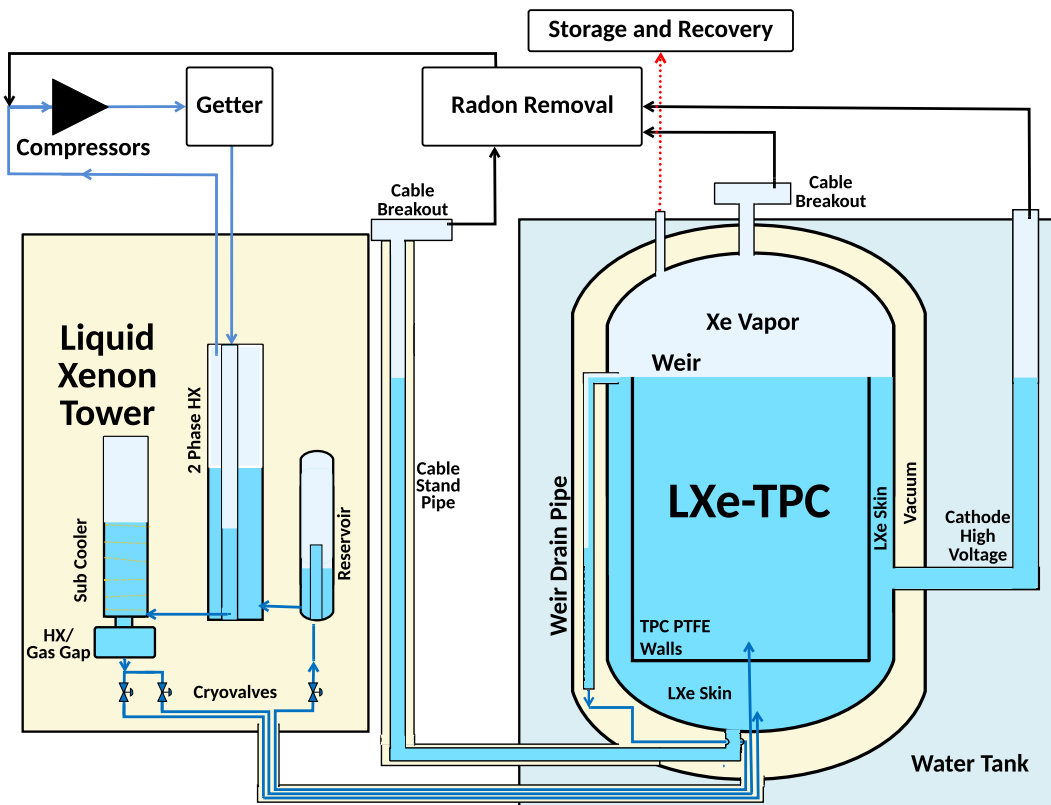 Storage and Recovery
Getter
Radon Removal
Compressors
Cable
Breakout
Cable
Breakout
Liquid
Xenon
Tower
Xe Vapor
Weir
2 Phase HX
Cable
Stand
Pipe
LXe-TPC
LXe Skin
Vacuum
Weir Drain Pipe
Cathode
High
Voltage
Sub Cooler
Reservoir
HX/
Gas Gap
TPC PTFE
Walls
Cryovalves
LXe Skin
Water Tank